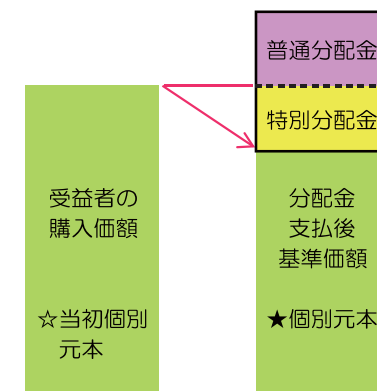 普通分配金
特別分配金
受益者の
購入価額
☆当初個別
元本
分配金
支払後
基準価額
★個別元本